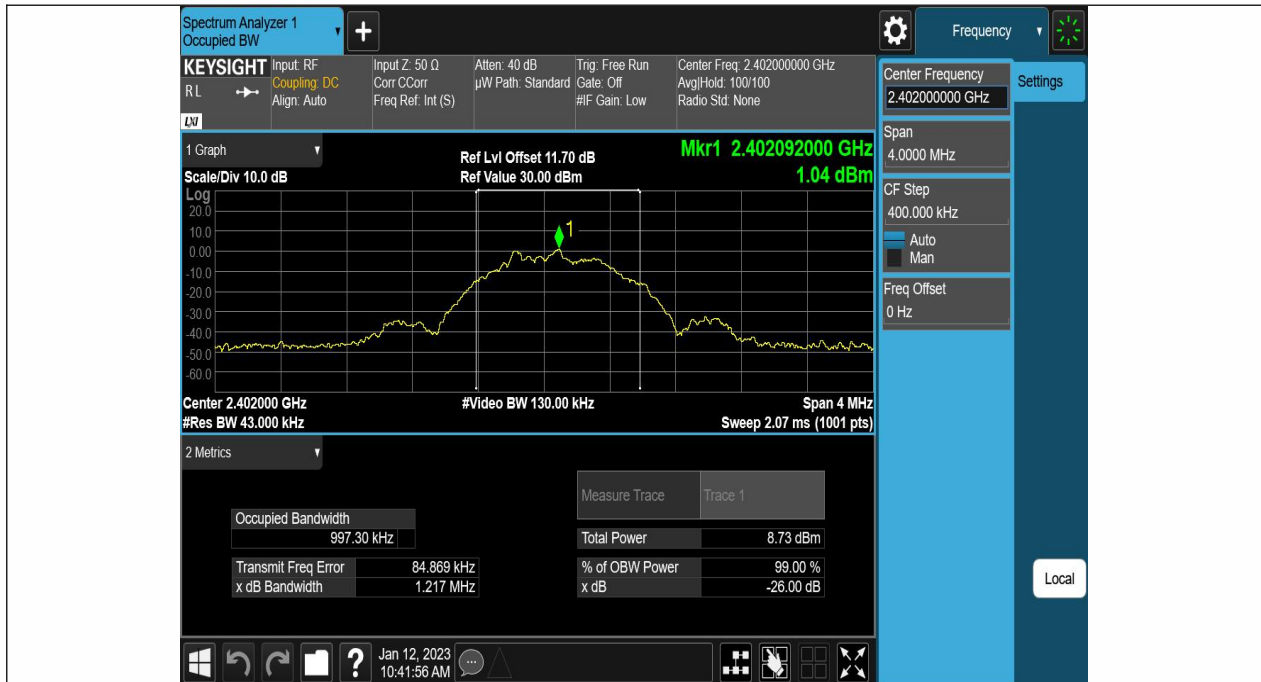 Spectrum Analyzer 1
Occupied BW
+
Frequency
KEYSIGHT
RL
LXI
Input: RF
Coupling: DC
Align: Auto
Input Z: 50 Ω
Corr CCorr
Freq Ref: Int (S)
Atten: 40 dB
µW Path: Standard
Trig: Free Run
Gate: Off
#IF Gain: Low
Center Freq: 2.402000000 GHz
Avg|Hold: 100/100
Radio Std: None
Center Frequency
2.402000000 GHz
Settings
Span
4.0000 MHz
CF Step
400.000 kHz
Auto
Man
Freq Offset
0 Hz
Local
1 Graph
Scale/Div 10.0 dB
Ref Lvl Offset 11.70 dB
Ref Value 30.00 dBm
Mkr1 2.402092000 GHz
1.04 dBm
Log
20.0
10.0
0.00
-10.0
-20.0
-30.0
-40.0
-50.0
-60.0
1
Center 2.402000 GHz
#Res BW 43.000 kHz
#Video BW 130.00 kHz
Span 4 MHz
Sweep 2.07 ms (1001 pts)
2 Metrics
Measure Trace Trace 1
Occupied Bandwidth
997.30 kHz
Total Power 8.73 dBm
Transmit Freq Error 84.869 kHz
% of OBW Power 99.00 %
x dB Bandwidth 1.217 MHz
x dB -26.00 dB
?
Jan 12, 2023
10:41:56 AM